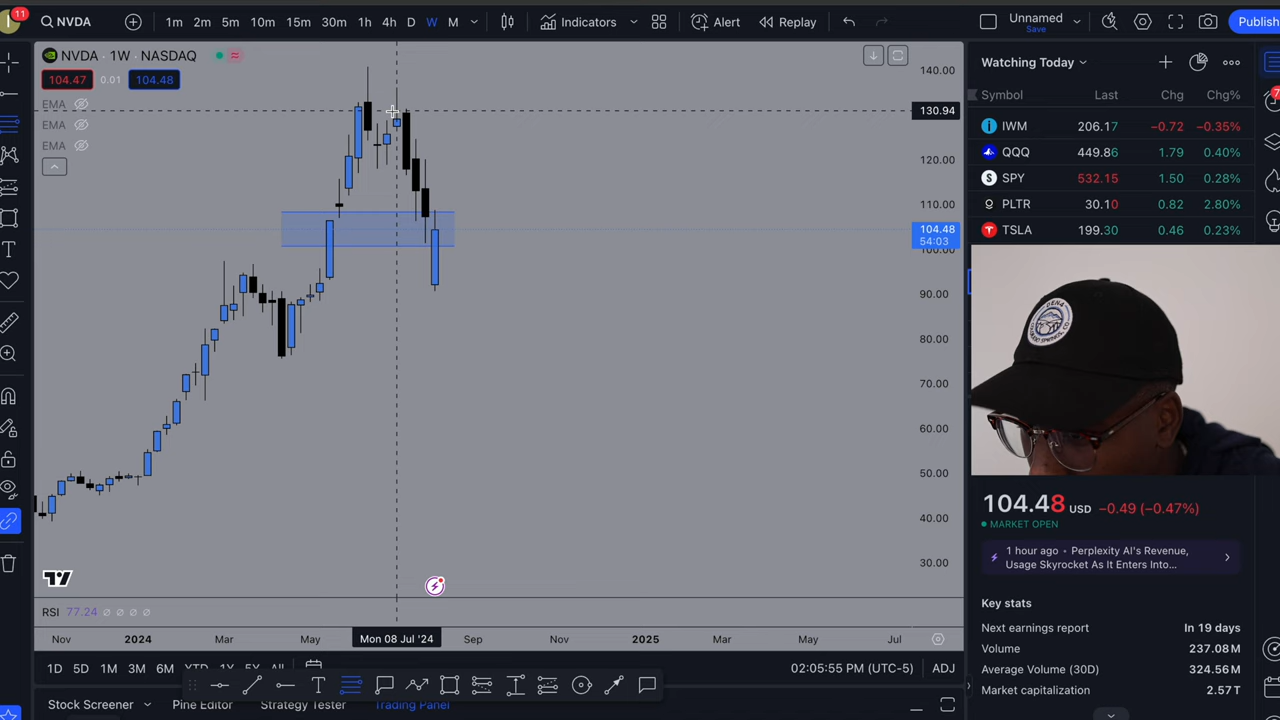 11
NVDA
1m 2m 5m 10m 15m 30m 1h 4h D W M
Indicators
Alert
Replay
Unnamed
Save
Publish
NVDA · 1W · NASDAQ
104.47 0.01 104.48
EMA
EMA
EMA
140.00
130.94
120.00
110.00
104.48
54:03
100.00
90.00
80.00
70.00
60.00
50.00
40.00
30.00
RSI 77.24
Nov 2024 Mar May Mon 08 Jul '24 Sep Nov 2025 Mar May Jul
1D 5D 1M 3M 6M YTD 1Y 5Y All
02:05:55 PM (UTC-5) ADJ
Stock Screener Pine Editor Strategy Tester Trading Panel
Watching Today
Symbol Last Chg Chg%
IWM 206.17 −0.72 −0.35%
QQQ 449.86 1.79 0.40%
SPY 532.15 1.50 0.28%
PLTR 30.10 0.82 2.80%
TSLA 199.30 0.46 0.23%
DENA
COLORADO SPRINGS, CO
104.48 USD −0.49 (−0.47%)
MARKET OPEN
1 hour ago • Perplexity AI's Revenue,
Usage Skyrocket As It Enters Into...
Key stats
Next earnings report In 19 days
Volume 237.08M
Average Volume (30D) 324.56M
Market capitalization 2.57T